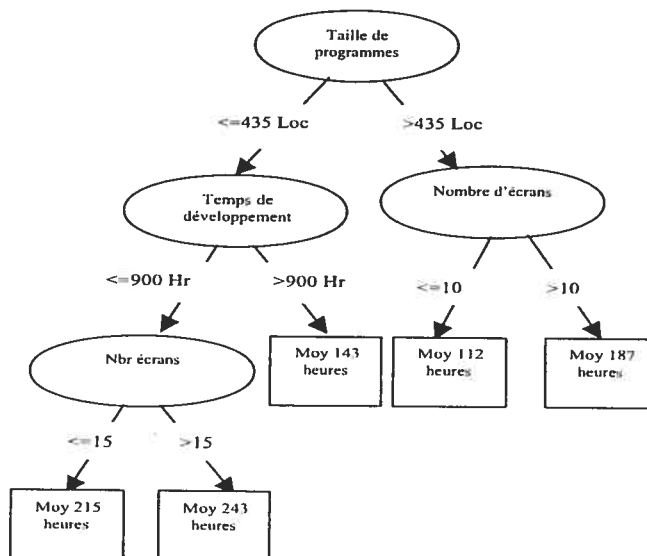 Taille de
programmes
<=435 Loc
>435 Loc
Temps de
développement
Nombre d'écrans
<=900 Hr
>900 Hr
<=10
>10
Nbr écrans
Moy 143
heures
Moy 112
heures
Moy 187
heures
<=15
>15
Moy 215
heures
Moy 243
heures